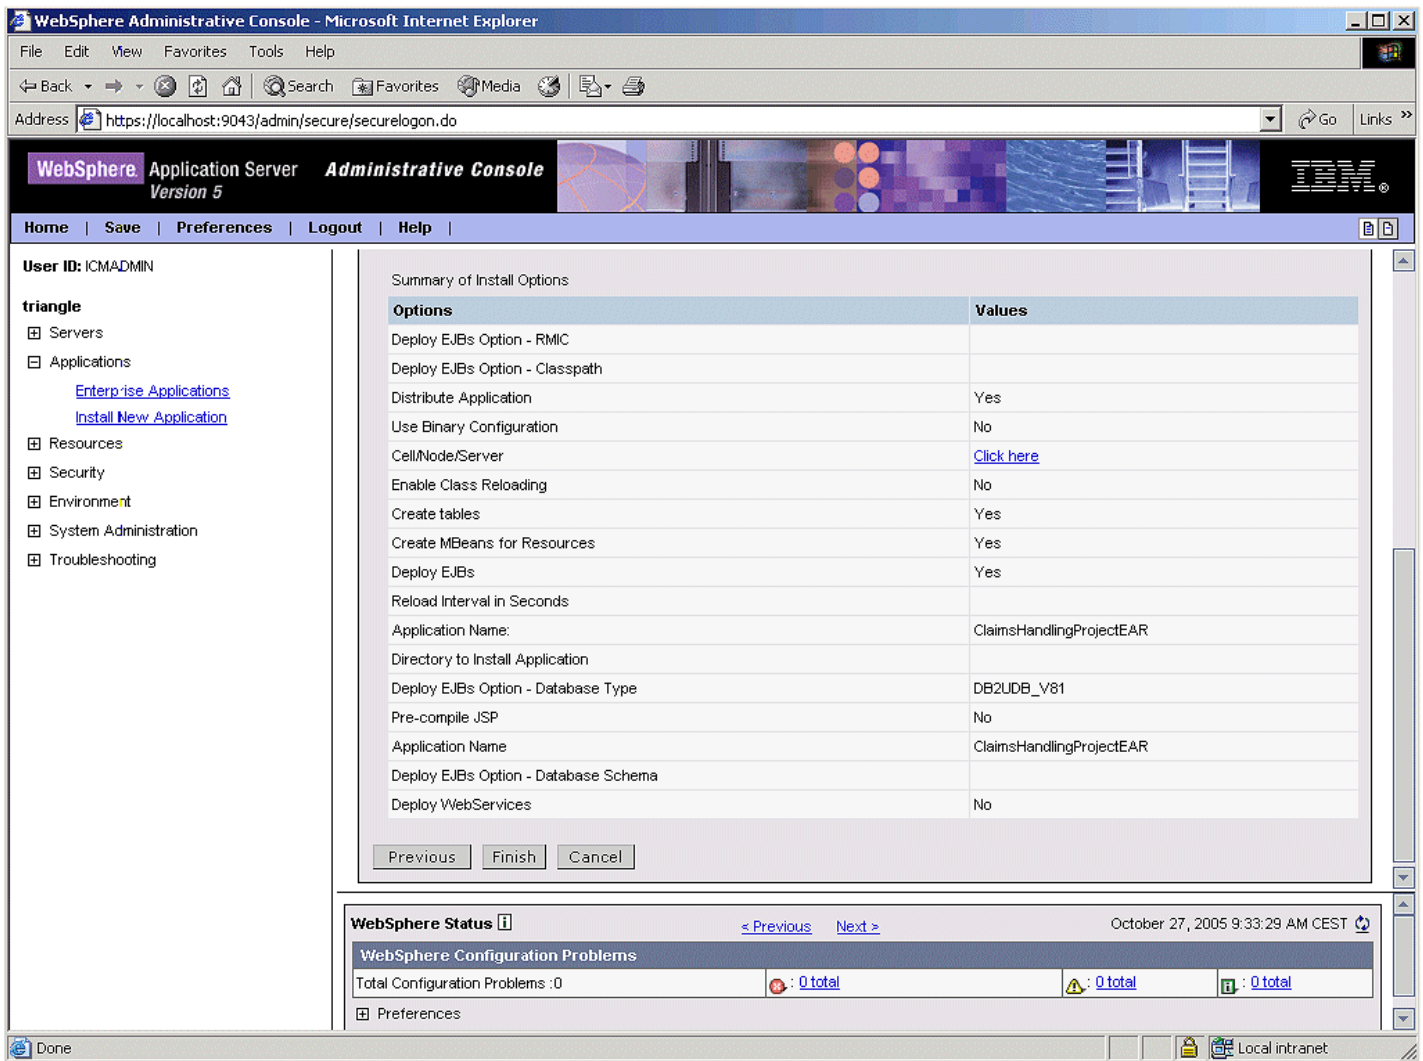 WebSphere Administrative Console - Microsoft Internet Explorer
File Edit View Favorites Tools Help
Back Search Favorites Media
Address https://localhost:9043/admin/secure/securelogon.do Go Links »
WebSphere Application Server Administrative Console
Version 5
IBM®
Home | Save | Preferences | Logout | Help |
User ID: ICMADMIN
triangle
Servers
Applications
Enterprise Applications
Install New Application
Resources
Security
Environment
System Administration
Troubleshooting
Summary of Install Options
Options Values
Deploy EJBs Option - RMIC
Deploy EJBs Option - Classpath
Distribute Application Yes
Use Binary Configuration No
Cell/Node/Server Click here
Enable Class Reloading No
Create tables Yes
Create MBeans for Resources Yes
Deploy EJBs Yes
Reload Interval in Seconds
Application Name: ClaimsHandlingProjectEAR
Directory to Install Application
Deploy EJBs Option - Database Type DB2UDB_V81
Pre-compile JSP No
Application Name ClaimsHandlingProjectEAR
Deploy EJBs Option - Database Schema
Deploy WebServices No
Previous Finish Cancel
WebSphere Status i < Previous Next > October 27, 2005 9:33:29 AM CEST
WebSphere Configuration Problems
Total Configuration Problems :0 : 0 total : 0 total : 0 total
Preferences
Done Local intranet